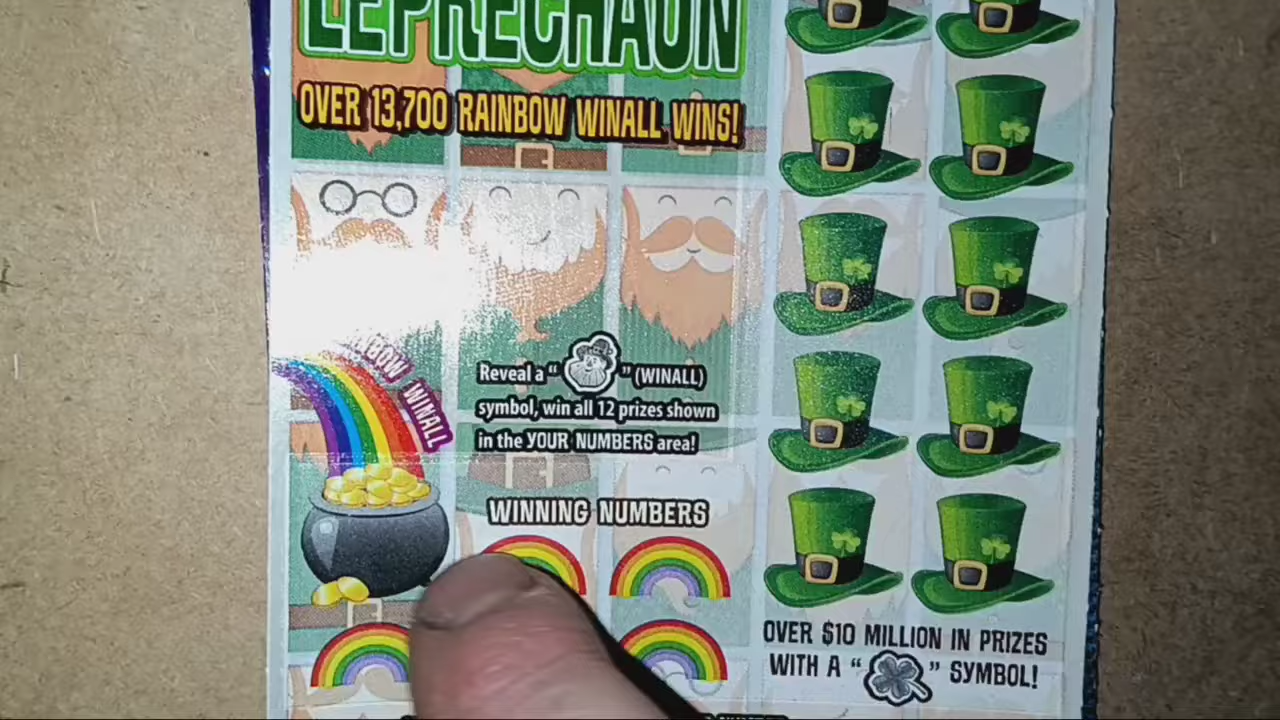 LEPRECHAUN
OVER 13,700 RAINBOW WINALL WINS!
WINALL
Reveal a " " (WINALL)
symbol, win all 12 prizes shown
in the YOUR NUMBERS area!
WINNING NUMBERS
OVER $10 MILLION IN PRIZES
WITH A " " SYMBOL!